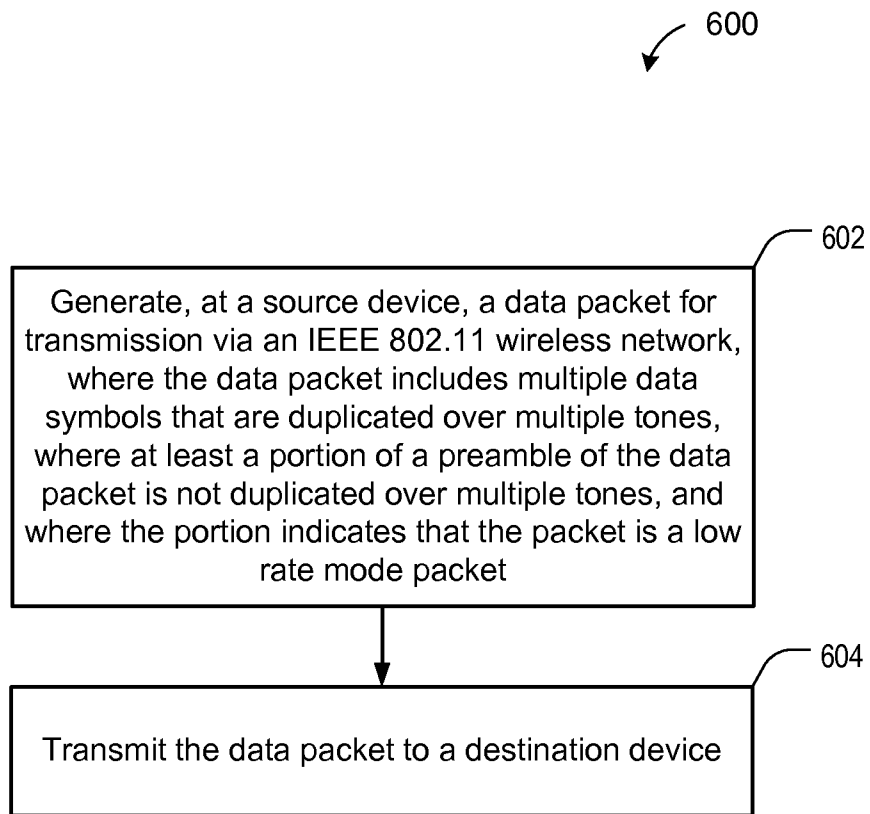 600
602
Generate, at a source device, a data packet for
transmission via an IEEE 802.11 wireless network,
where the data packet includes multiple data
symbols that are duplicated over multiple tones,
where at least a portion of a preamble of the data
packet is not duplicated over multiple tones, and
where the portion indicates that the packet is a low
rate mode packet
604
Transmit the data packet to a destination device